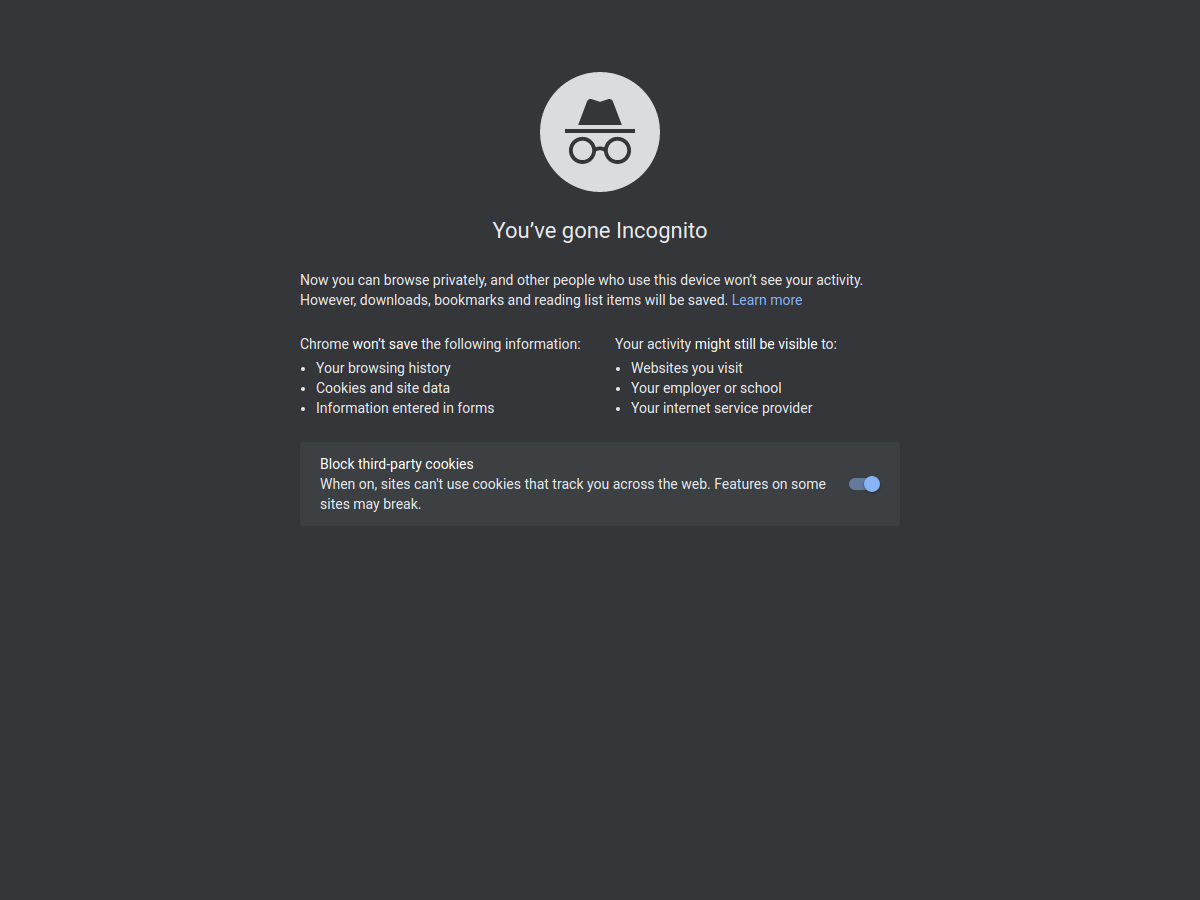 You’ve gone Incognito
Now you can browse privately, and other people who use this device won’t see your activity.
However, downloads, bookmarks and reading list items will be saved. Learn more
Chrome won’t save the following information:
Your browsing history
Cookies and site data
Information entered in forms
Your activity might still be visible to:
Websites you visit
Your employer or school
Your internet service provider
Block third-party cookies
When on, sites can't use cookies that track you across the web. Features on some
sites may break.